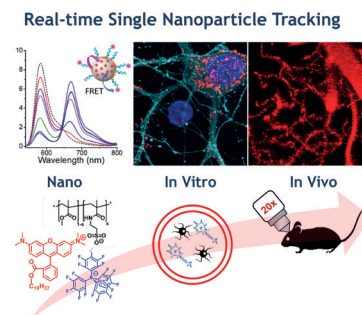 Real-time Single Nanoparticle Tracking
10
8
6
4
2
0
FRET
600
700
800
Wavelength (nm)
Nano
In Vitro
In Vivo
20x